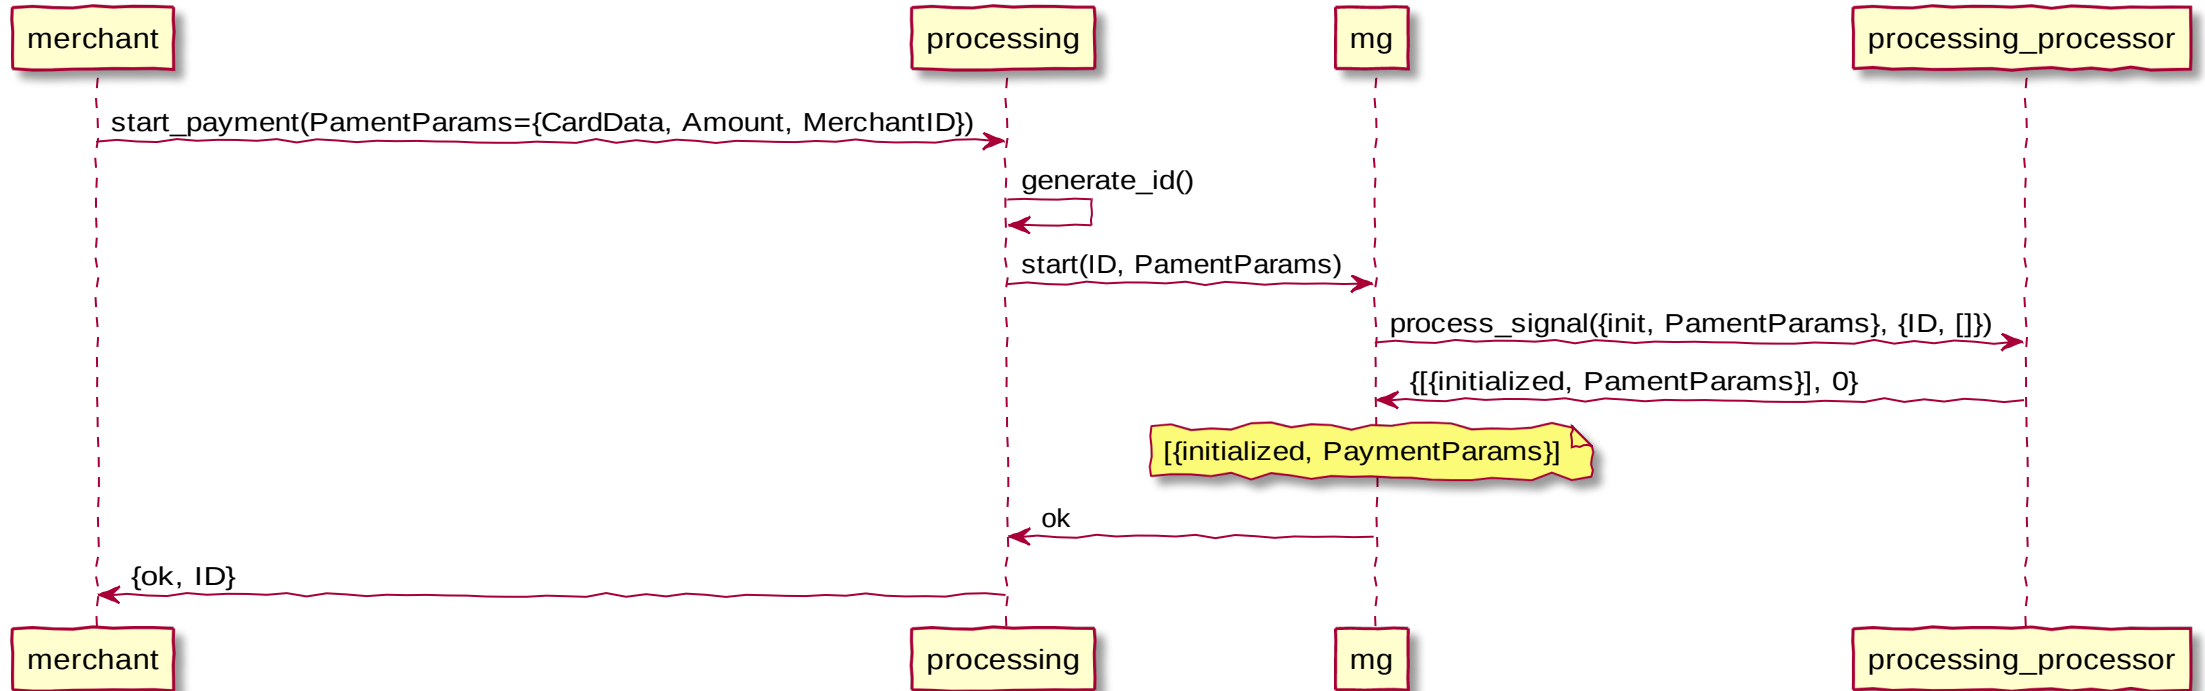 merchant
processing
mg
processing_processor
start_payment(PamentParams={CardData, Amount, MerchantID})
generate_id()
start(ID, PamentParams)
process_signal({init, PamentParams}, {ID, []})
{[{initialized, PamentParams}], 0}
[{initialized, PaymentParams}]
ok
{ok, ID}
merchant
processing
mg
processing_processor